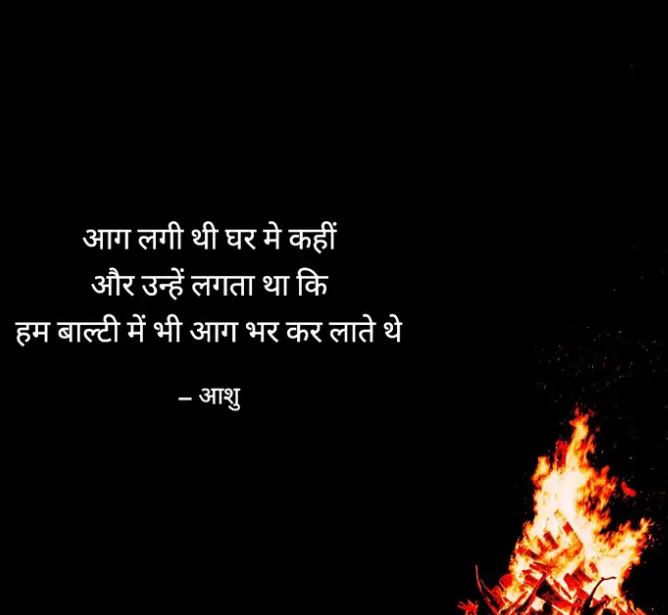 आग लगी थी घर मे कहीं
और उन्हें लगता था कि
हम बाल्टी में भी आग भर कर लाते थे
– आशु